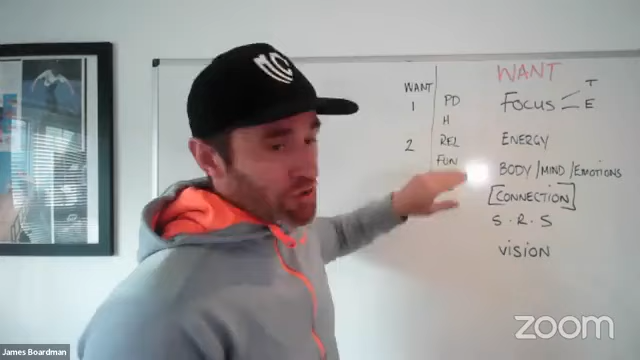 WANT
1
2
PD
H
REL
FUN
WANT
FOCUS
T
E
ENERGY
BODY/MIND/EMOTIONS
[CONNECTION]
S.R.S
VISION
zoom
James Boardman